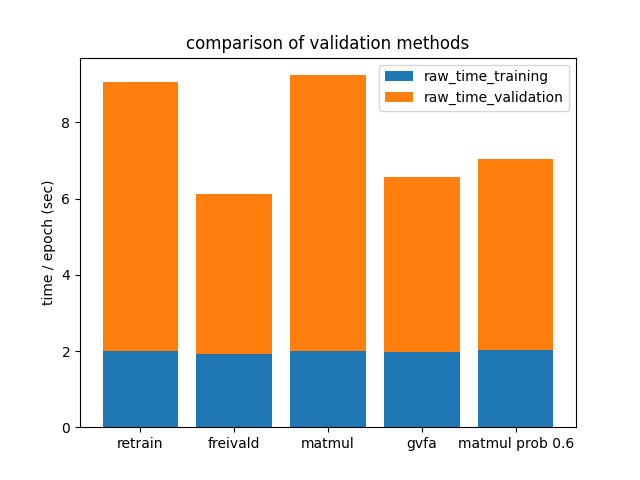 comparison of validation methods
raw_time_training
raw_time_validation
time / epoch (sec)
8
6
4
2
0
retrain
freivald
matmul
gvfa
matmul prob 0.6